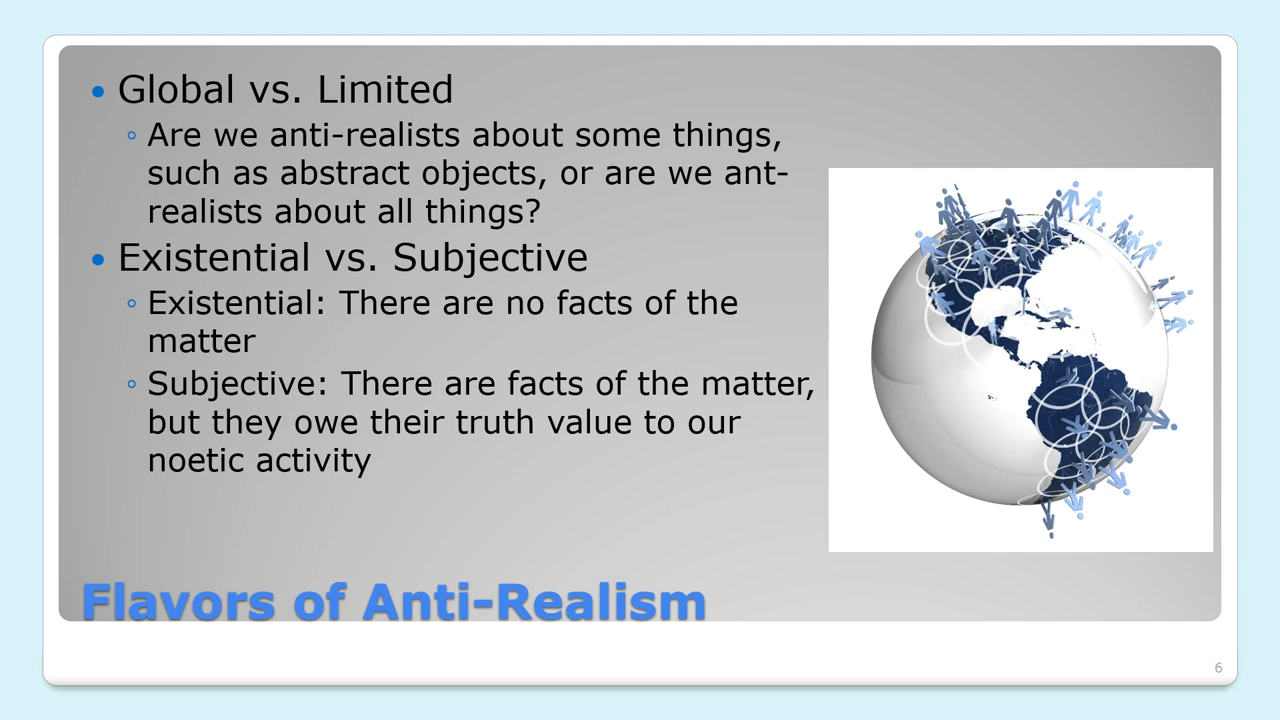 Global vs. Limited
Are we anti-realists about some things,
such as abstract objects, or are we ant-
realists about all things?
Existential vs. Subjective
Existential: There are no facts of the
matter
Subjective: There are facts of the matter,
but they owe their truth value to our
noetic activity
Flavors of Anti-Realism
6